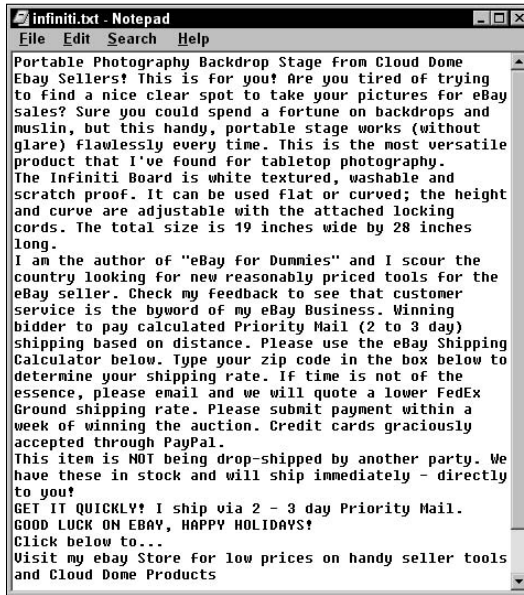 infiniti.txt - Notepad
File Edit Search Help
Portable Photography Backdrop Stage from Cloud Dome
Ebay Sellers! This is for you! Are you tired of trying
to find a nice clear spot to take your pictures for eBay
sales? Sure you could spend a fortune on backdrops and
muslin, but this handy, portable stage works (without
glare) flawlessly every time. This is the most versatile
product that I've found for tabletop photography.
The Infiniti Board is white textured, washable and
scratch proof. It can be used flat or curved; the height
and curve are adjustable with the attached locking
cords. The total size is 19 inches wide by 28 inches
long.
I am the author of "eBay for Dummies" and I scour the
country looking for new reasonably priced tools for the
eBay seller. Check my feedback to see that customer
service is the byword of my eBay Business. Winning
bidder to pay calculated Priority Mail (2 to 3 day)
shipping based on distance. Please use the eBay Shipping
Calculator below. Type your zip code in the box below to
determine your shipping rate. If time is not of the
essence, please email and we will quote a lower FedEx
Ground shipping rate. Please submit payment within a
week of winning the auction. Credit cards graciously
accepted through PayPal.
This item is NOT being drop-shipped by another party. We
have these in stock and will ship immediately - directly
to you!
GET IT QUICKLY! I ship via 2 - 3 day Priority Mail.
GOOD LUCK ON EBAY, HAPPY HOLIDAYS!
Click below to...
Visit my ebay Store for low prices on handy seller tools
and Cloud Dome Products